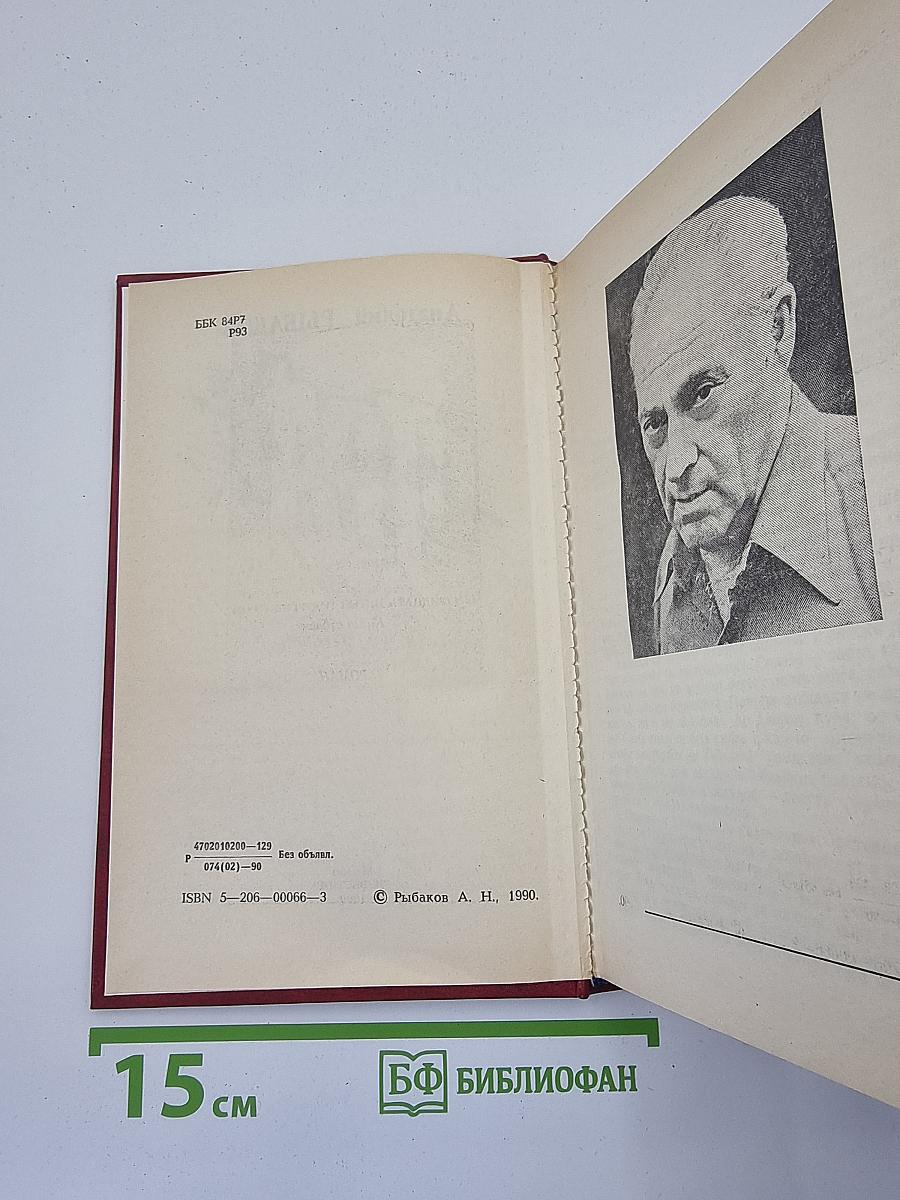 ББК 84Р7
Р93
4702010200—129
Р ——— Без объявл.
074(02)—90
ISBN 5—206—00066—3 © Рыбаков А. Н., 1990.
15 см
БФ БИБЛИОФАН